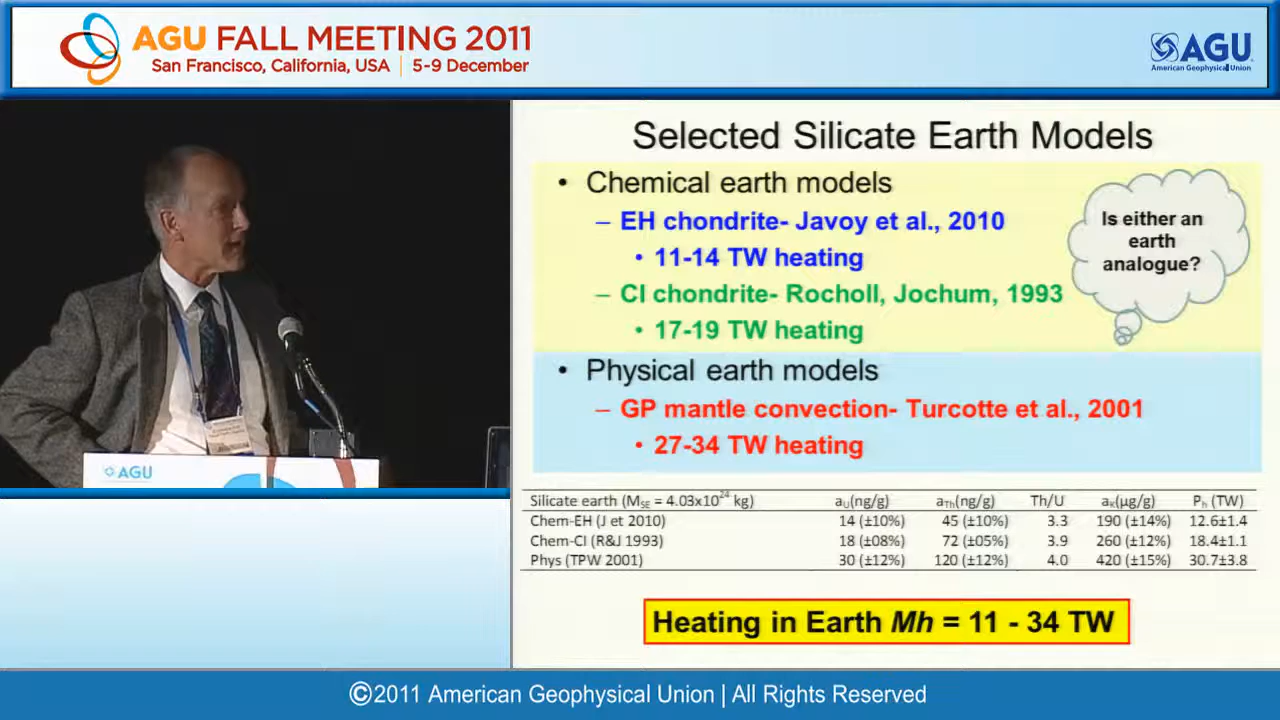 AGU FALL MEETING 2011
San Francisco, California, USA | 5-9 December
AGU
American Geophysical Union
Selected Silicate Earth Models
• Chemical earth models
– EH chondrite- Javoy et al., 2010
• 11-14 TW heating
– CI chondrite- Rocholl, Jochum, 1993
• 17-19 TW heating
Is either an
earth
analogue?
• Physical earth models
– GP mantle convection- Turcotte et al., 2001
• 27-34 TW heating
Silicate earth (MSE = 4.03x10^24 kg) aU(ng/g) aTh(ng/g) Th/U aK(µg/g) Ph (TW)
Chem-EH (J et 2010) 14 (±10%) 45 (±10%) 3.3 190 (±14%) 12.6±1.4
Chem-CI (R&J 1993) 18 (±08%) 72 (±05%) 3.9 260 (±12%) 18.4±1.1
Phys (TPW 2001) 30 (±12%) 120 (±12%) 4.0 420 (±15%) 30.7±3.8
Heating in Earth Mh = 11 - 34 TW
AGU
©2011 American Geophysical Union | All Rights Reserved